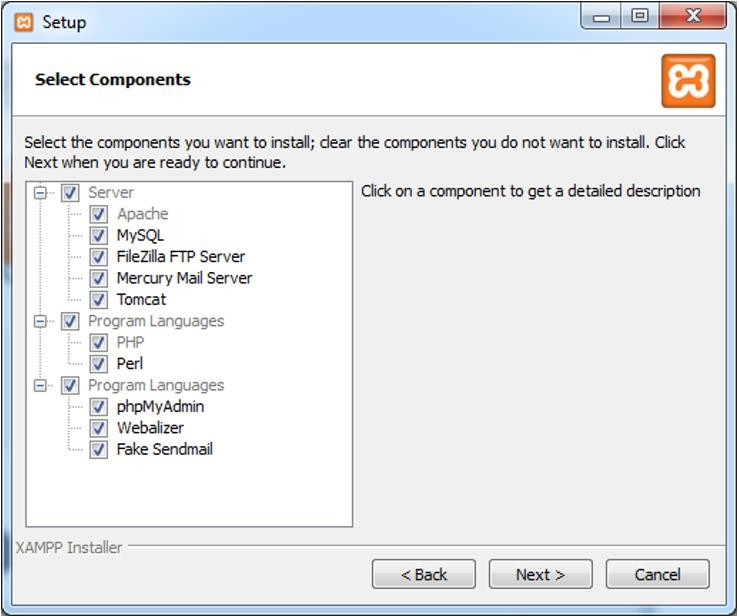 Setup
Select Components
Select the components you want to install; clear the components you do not want to install. Click
Next when you are ready to continue.
Server
Apache
MySQL
FileZilla FTP Server
Mercury Mail Server
Tomcat
Program Languages
PHP
Perl
Program Languages
phpMyAdmin
Webalizer
Fake Sendmail
Click on a component to get a detailed description
XAMPP Installer
< Back
Next >
Cancel